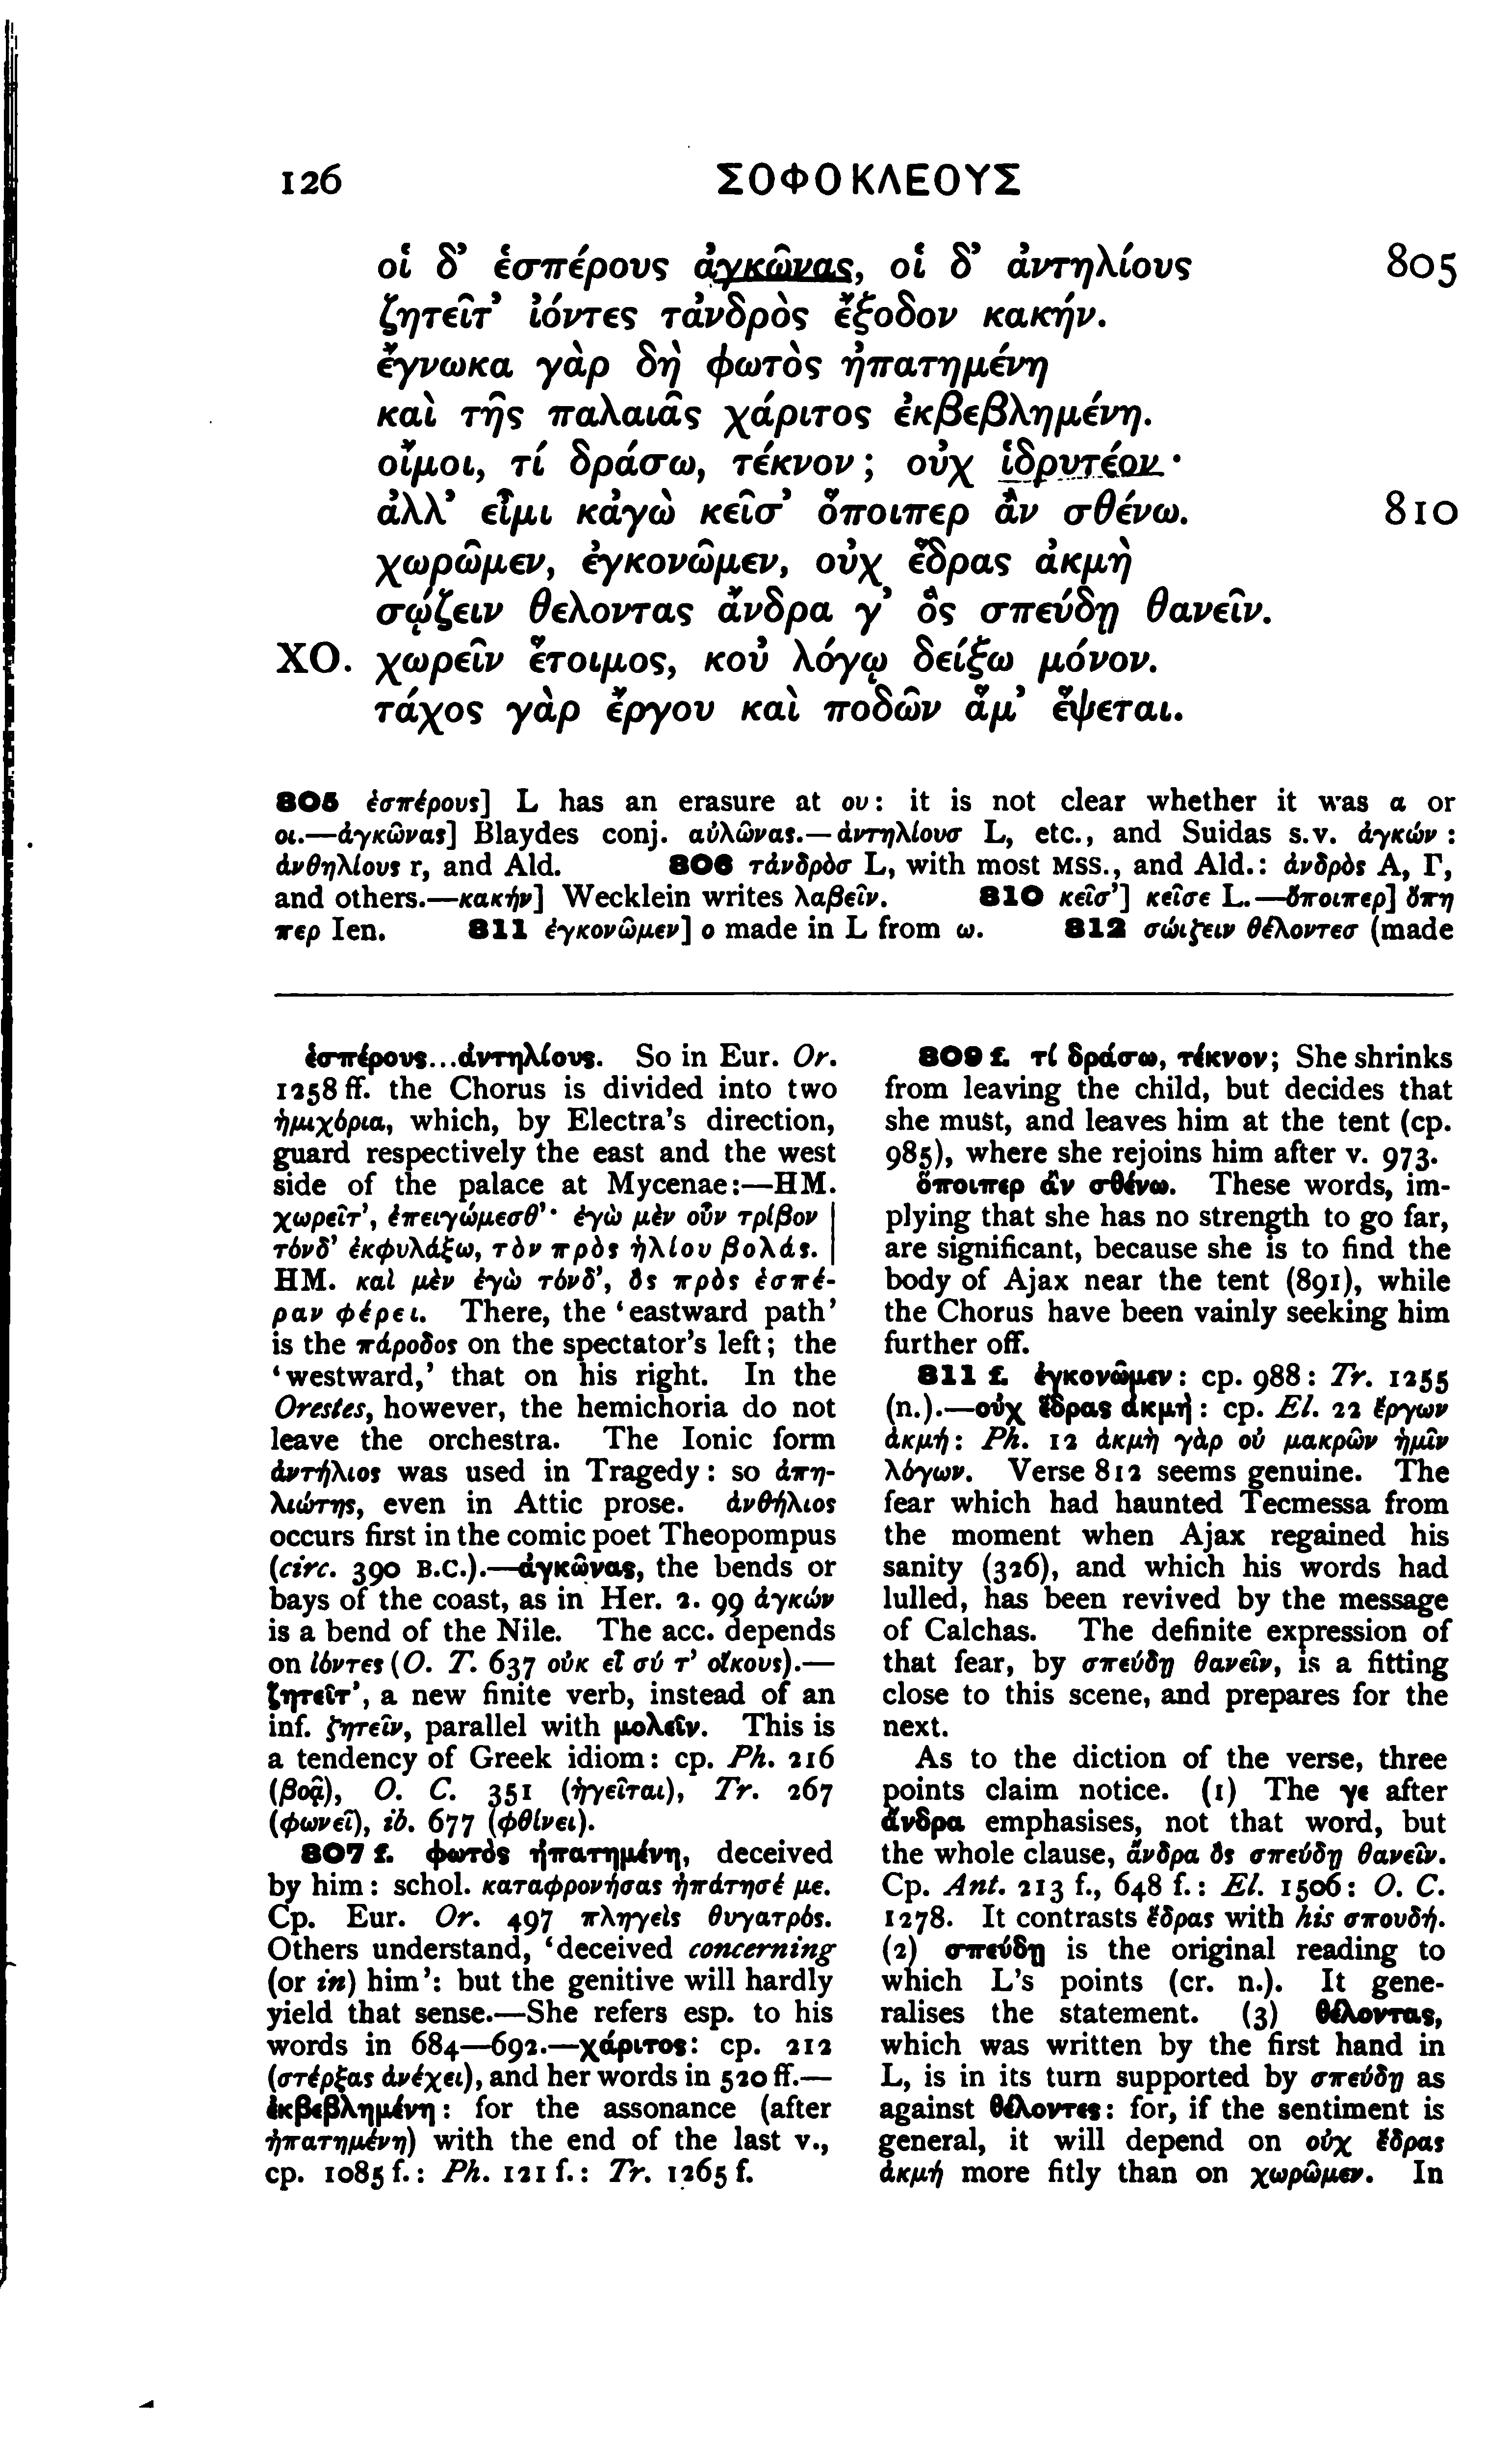 126 ΣΟΦΟΚΛΕΟΥΣ
οἱ δ’ ἑσπέρους ἀγκῶνας, οἱ δ’ ἀντηλίους 805
ζητεῖτ’ ἰόντες τἀνδρὸς ἔξοδον κακήν.
ἔγνωκα γὰρ δὴ φωτὸς ἠπατημένη
καὶ τῆς παλαιᾶς χάριτος ἐκβεβλημένη.
οἴμοι, τί δράσω, τέκνον; οὐχ ἱδρυτέον·
ἀλλ’ εἶμι κἀγὼ κεῖσ’ ὅποιπερ ἂν σθένω. 810
χωρῶμεν, ἐγκονῶμεν, οὐχ ἕδρας ἀκμὴ
σῴζειν θέλοντας ἄνδρα γ’ ὃς σπεύδῃ θανεῖν.
ΧΟ. χωρεῖν ἕτοιμος, κοὐ λόγῳ δείξω μόνον.
τάχος γὰρ ἔργου καὶ ποδῶν ἅμ’ ἕψεται.
805 ἑσπέρους] L has an erasure at ου: it is not clear whether it was α or
οι.—ἀγκῶνας] Blaydes conj. αὐλῶνας.—ἀντηλίουσ L, etc., and Suidas s.v. ἀγκών:
ἀνθηλίους r, and Ald. 806 τἀνδρὸσ L, with most MSS., and Ald.: ἀνδρὸς A, Γ,
and others.—κακήν] Wecklein writes λαβεῖν. 810 κεῖσ’] κεῖσε L.—ὅποιπερ] ὅπη
περ Ien. 811 ἐγκονῶμεν] ο made in L from ω. 812 σώιζειν θέλοντεσ (made
ἑσπέρους...ἀντηλίους. So in Eur. Or.
1258 ff. the Chorus is divided into two
ἡμιχόρια, which, by Electra’s direction,
guard respectively the east and the west
side of the palace at Mycenae:—HM.
χωρεῖτ’, ἐπειγώμεσθ’· ἐγὼ μὲν οὖν τρίβον |
τόνδ’ ἐκφυλάξω, τὸν πρὸς ἡλίου βολάς. |
HM. καὶ μὲν ἐγὼ τόνδ’, ὃς πρὸς ἑσπέ-
ραν φέρει. There, the ‘eastward path’
is the πάροδος on the spectator’s left; the
‘westward,’ that on his right. In the
Orestes, however, the hemichoria do not
leave the orchestra. The Ionic form
ἀντήλιος was used in Tragedy: so ἀπη-
λιώτης, even in Attic prose. ἀνθήλιος
occurs first in the comic poet Theopompus
(circ. 390 B.C.).—ἀγκῶνας, the bends or
bays of the coast, as in Her. 2. 99 ἀγκών
is a bend of the Nile. The acc. depends
on ἰόντες (O. T. 637 οὐκ εἶ σύ τ’ οἴκους).—
ζητεῖτ’, a new finite verb, instead of an
inf. ζητεῖν, parallel with μολεῖν. This is
a tendency of Greek idiom: cp. Ph. 216
(βοᾷ), O. C. 351 (ἡγεῖται), Tr. 267
(φωνεῖ), ib. 677 (φθίνει).
807 f. φωτὸς ἠπατημένη, deceived
by him: schol. καταφρονήσας ἠπάτησέ με.
Cp. Eur. Or. 497 πληγεὶς θυγατρός.
Others understand, ‘deceived concerning
(or in) him’: but the genitive will hardly
yield that sense.—She refers esp. to his
words in 684—692.—χάριτος: cp. 212
(στέρξας ἀνέχει), and her words in 520 ff.—
ἐκβεβλημένη: for the assonance (after
ἠπατημένη) with the end of the last v.,
cp. 1085 f.: Ph. 121 f.: Tr. 1265 f.
809 f. τί δράσω, τέκνον; She shrinks
from leaving the child, but decides that
she must, and leaves him at the tent (cp.
985), where she rejoins him after v. 973.
ὅποιπερ ἂν σθένω. These words, im-
plying that she has no strength to go far,
are significant, because she is to find the
body of Ajax near the tent (891), while
the Chorus have been vainly seeking him
further off.
811 f. ἐγκονῶμεν: cp. 988: Tr. 1255
(n.).—οὐχ ἕδρας ἀκμή: cp. El. 22 ἔργων
ἀκμή: Ph. 12 ἀκμὴ γὰρ οὐ μακρῶν ἡμῖν
λόγων. Verse 812 seems genuine. The
fear which had haunted Tecmessa from
the moment when Ajax regained his
sanity (326), and which his words had
lulled, has been revived by the message
of Calchas. The definite expression of
that fear, by σπεύδῃ θανεῖν, is a fitting
close to this scene, and prepares for the
next.
As to the diction of the verse, three
points claim notice. (1) The γε after
ἄνδρα emphasises, not that word, but
the whole clause, ἄνδρα ὃς σπεύδῃ θανεῖν.
Cp. Ant. 213 f., 648 f.: El. 1506: O. C.
1278. It contrasts ἕδρας with his σπουδή.
(2) σπεύδῃ is the original reading to
which L’s points (cr. n.). It gene-
ralises the statement. (3) θέλοντας,
which was written by the first hand in
L, is in its turn supported by σπεύδῃ as
against θέλοντες: for, if the sentiment is
general, it will depend on οὐχ ἕδρας
ἀκμή more fitly than on χωρῶμεν. In